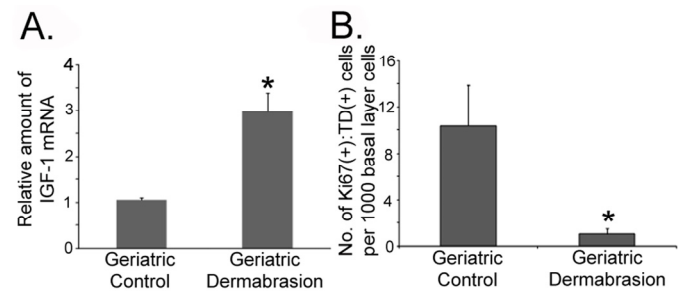 A.
Relative amount of
IGF-1 mRNA
4
3
2
1
0
*
Geriatric
Control
Geriatric
Dermabrasion
B.
No. of Ki67(+):TD(+) cells
per 1000 basal layer cells
16
12
8
4
0
*
Geriatric
Control
Geriatric
Dermabrasion